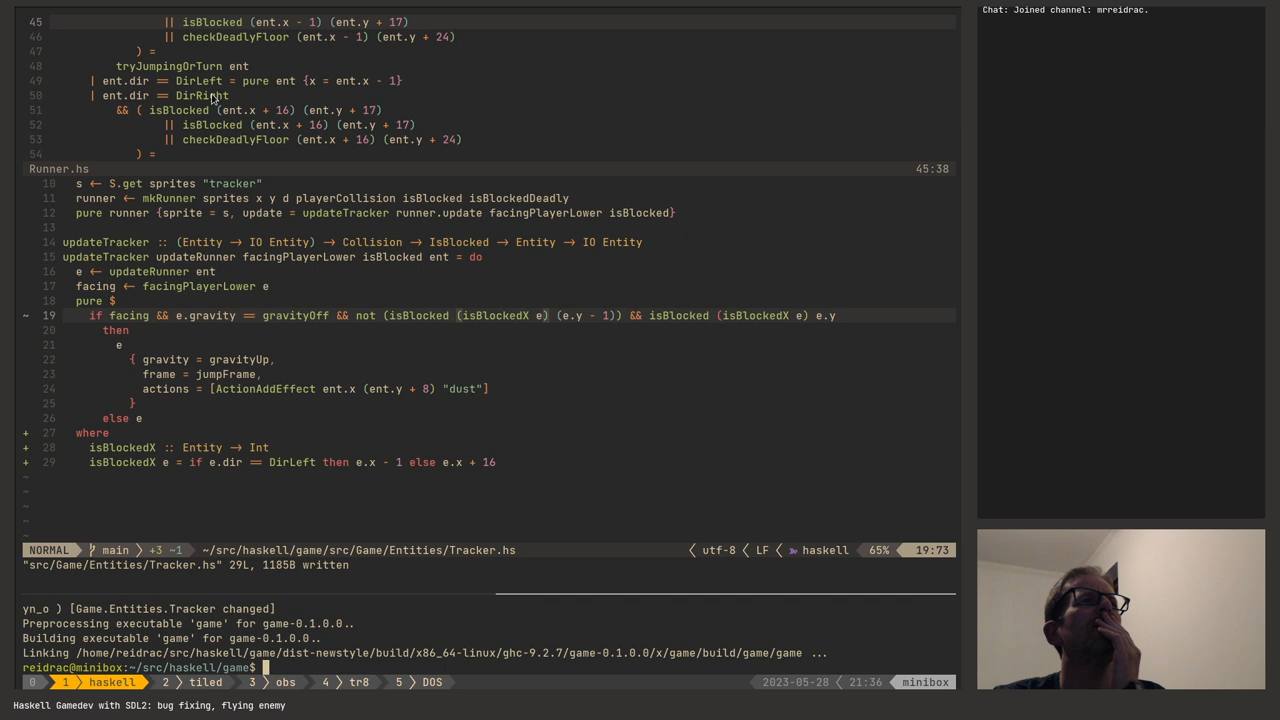 45 || isBlocked (ent.x - 1) (ent.y + 17)
46 || checkDeadlyFloor (ent.x - 1) (ent.y + 24)
47 ) =
48 tryJumpingOrTurn ent
49 | ent.dir == DirLeft = pure ent {x = ent.x - 1}
50 | ent.dir == DirRight
51 && ( isBlocked (ent.x + 16) (ent.y + 17)
52 || isBlocked (ent.x + 16) (ent.y + 17)
53 || checkDeadlyFloor (ent.x + 16) (ent.y + 24)
54 ) =
Runner.hs 45:38
10 s <- S.get sprites "tracker"
11 runner <- mkRunner sprites x y d playerCollision isBlocked isBlockedDeadly
12 pure runner {sprite = s, update = updateTracker runner.update facingPlayerLower isBlocked}
13
14 updateTracker :: (Entity -> IO Entity) -> Collision -> IsBlocked -> Entity -> IO Entity
15 updateTracker updateRunner facingPlayerLower isBlocked ent = do
16 e <- updateRunner ent
17 facing <- facingPlayerLower e
18 pure $
~ 19 if facing && e.gravity == gravityOff && not (isBlocked (isBlockedX e) (e.y - 1)) && isBlocked (isBlockedX e) e.y
20 then
21 e
22 { gravity = gravityUp,
23 frame = jumpFrame,
24 actions = [ActionAddEffect ent.x (ent.y + 8) "dust"]
25 }
26 else e
+ 27 where
+ 28 isBlockedX :: Entity -> Int
+ 29 isBlockedX e = if e.dir == DirLeft then e.x - 1 else e.x + 16
~
~
~
~
~
NORMAL main +3 ~1 ~/src/haskell/game/src/Game/Entities/Tracker.hs utf-8 < LF < haskell 65% 19:73
"src/Game/Entities/Tracker.hs" 29L, 1185B written
yn_o ) [Game.Entities.Tracker changed]
Preprocessing executable 'game' for game-0.1.0.0..
Building executable 'game' for game-0.1.0.0..
Linking /home/reidrac/src/haskell/game/dist-newstyle/build/x86_64-linux/ghc-9.2.7/game-0.1.0.0/x/game/build/game/game ...
reidrac@minibox:~/src/haskell/game$
0 1 haskell 2 tiled 3 obs 4 tr8 5 DOS 2023-05-28 21:36 minibox
Haskell Gamedev with SDL2: bug fixing, flying enemy
Chat: Joined channel: mrreidrac.